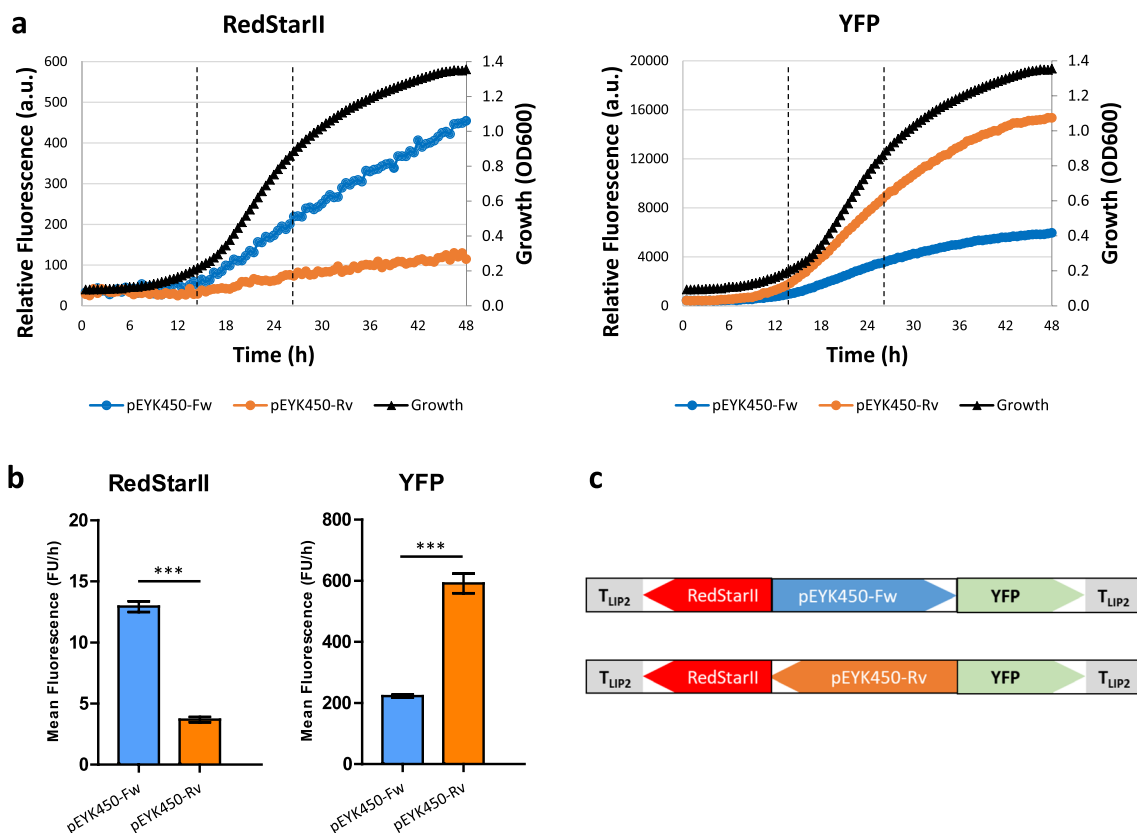 a
RedStarII
YFP
Relative Fluorescence (a.u.)
600
500
400
300
200
100
0
1.4
1.2
1.0
0.8
0.6
0.4
0.2
0.0
Growth (OD600)
0 6 12 18 24 30 36 42 48
Time (h)
pEYK450-Fw pEYK450-Rv Growth
Relative Fluorescence (a.u.)
20000
16000
12000
8000
4000
0
1.4
1.2
1.0
0.8
0.6
0.4
0.2
0.0
Growth (OD600)
0 6 12 18 24 30 36 42 48
Time (h)
pEYK450-Fw pEYK450-Rv Growth
b
RedStarII
Mean Fluorescence (FU/h)
20
15
10
5
0
***
pEYK450-Fw
pEYK450-Rv
YFP
Mean Fluorescence (FU/h)
800
600
400
200
0
***
pEYK450-Fw
pEYK450-Rv
c
TLIP2 RedStarII pEYK450-Fw YFP TLIP2
TLIP2 RedStarII pEYK450-Rv YFP TLIP2